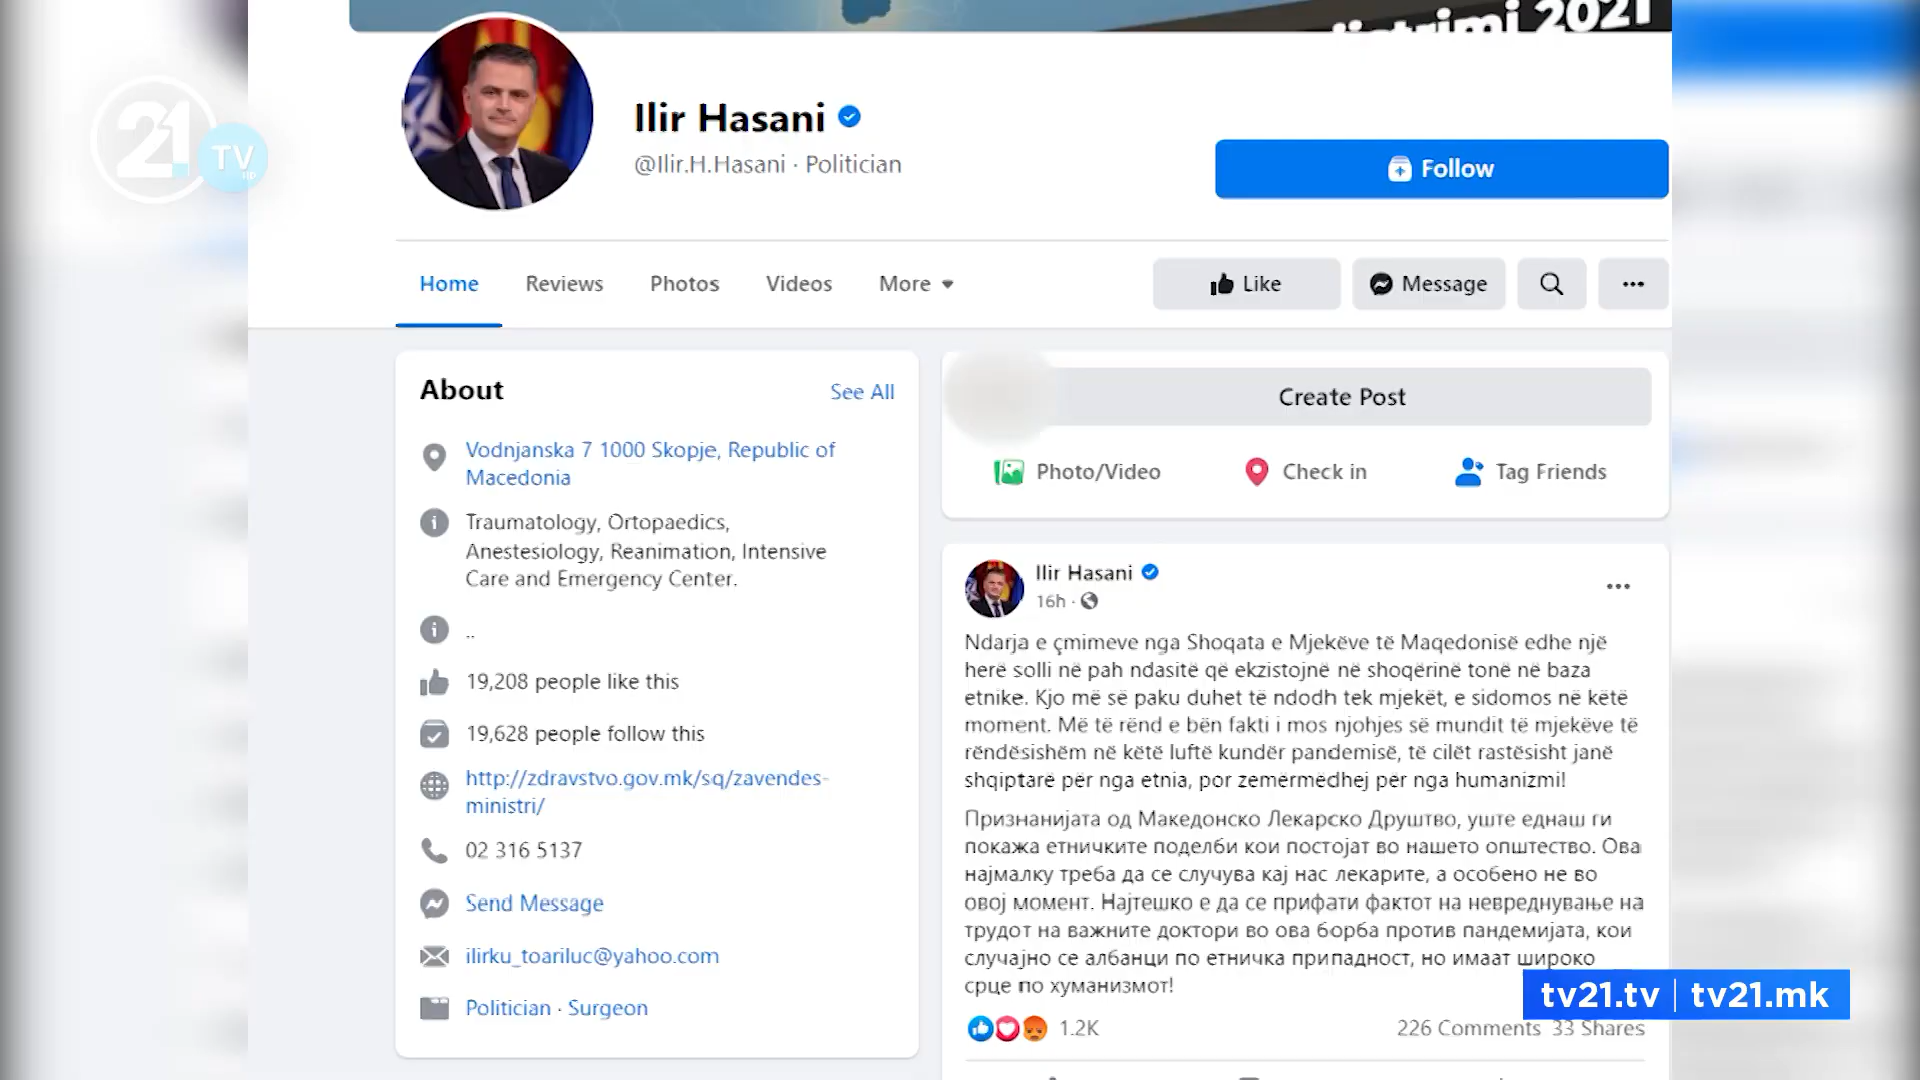 21
TV
up
2021
Ilir Hasani
@Ilir.H.Hasani · Politician
Follow
Home
Reviews
Photos
Videos
More
Like
Message
About
See All
Vodnjanska 7 1000 Skopje, Republic of
Macedonia
Traumatology, Ortopaedics,
Anestesiology, Reanimation, Intensive
Care and Emergency Center.
..
19,208 people like this
19,628 people follow this
http://zdravstvo.gov.mk/sq/zavendes-
ministri/
02 316 5137
Send Message
ilirku_toariluc@yahoo.com
Politician · Surgeon
Create Post
Photo/Video
Check in
Tag Friends
Ilir Hasani
16h ·
Ndarja e çmimeve nga Shoqata e Mjekëve të Maqedonisë edhe një
herë solli në pah ndasitë që ekzistojnë në shoqërinë tonë në baza
etnike. Kjo më së paku duhet të ndodh tek mjekët, e sidomos në këtë
moment. Më të rënd e bën fakti i mos njohjes së mundit të mjekëve të
rëndësishëm në këtë luftë kundër pandemisë, të cilët rastësisht janë
shqiptarë për nga etnia, por zemërmëdhej për nga humanizmi!
Признанијата од Македонско Лекарско Друштво, уште еднаш ги
покажа етничките поделби кои постојат во нашето општество. Ова
најмалку треба да се случува кај нас лекарите, а особено не во
овој момент. Најтешко е да се прифати фактот на невреднување на
трудот на важните доктори во ова борба против пандемијата, кои
случајно се албанци по етничка припадност, но имаат широко
срце по хуманизмот!
1.2K
226 Comments 33 Shares
tv21.tv | tv21.mk